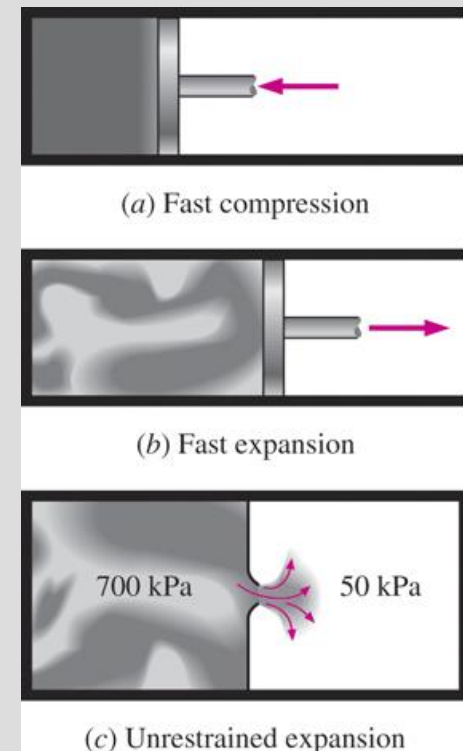 (a) Fast compression
(b) Fast expansion
700 kPa
50 kPa
(c) Unrestrained expansion